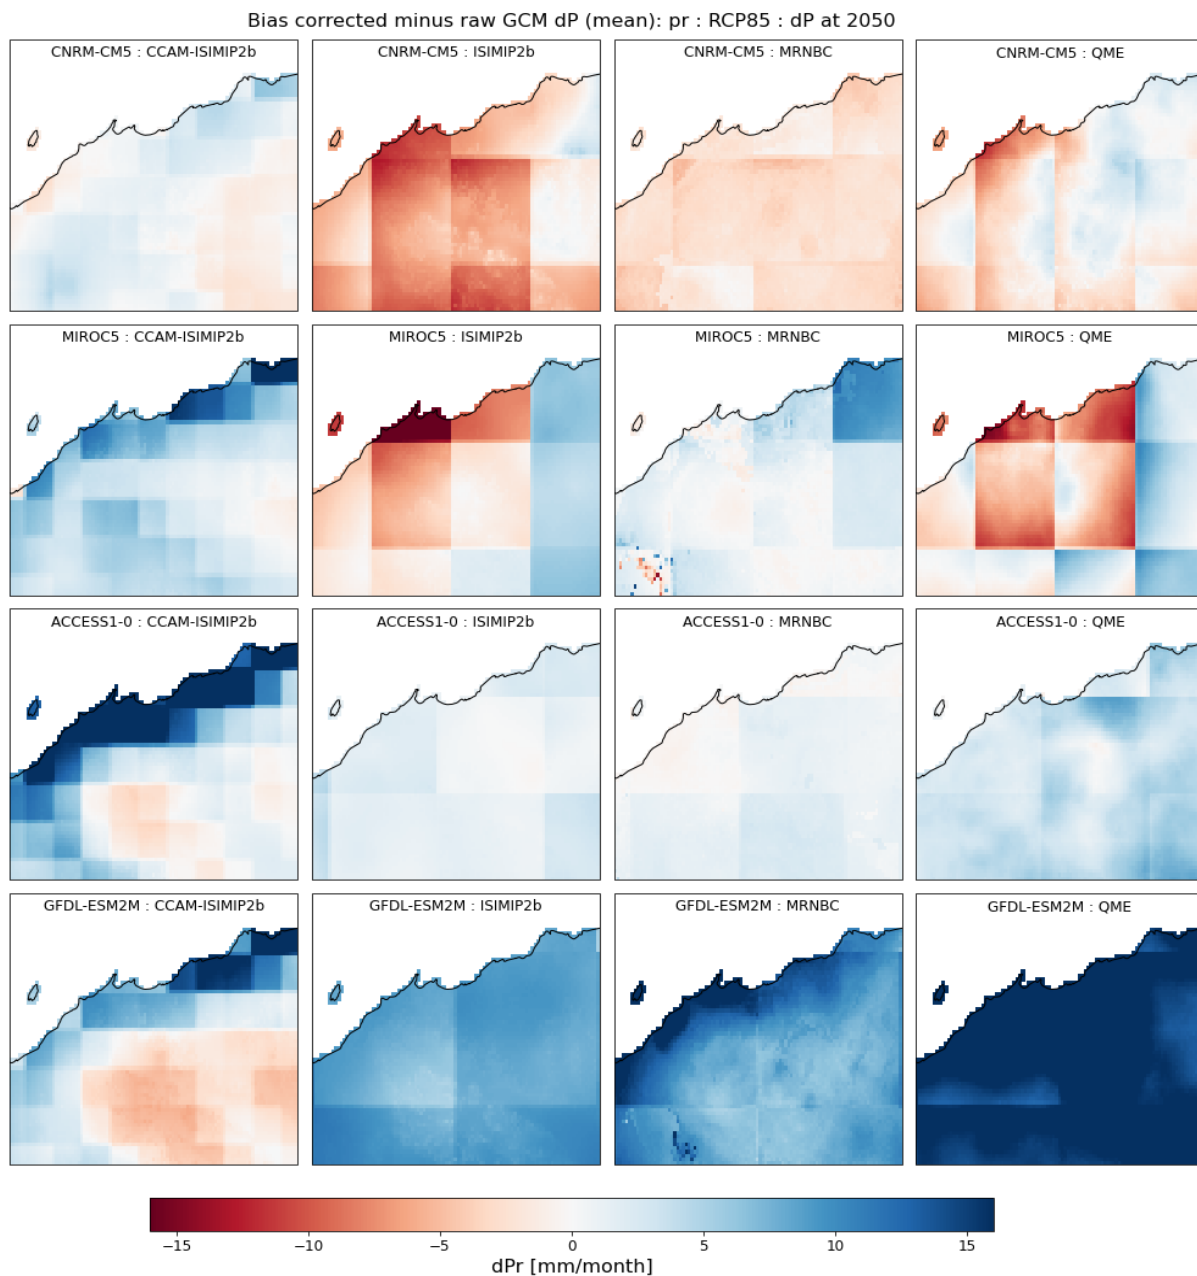 Bias corrected minus raw GCM dP (mean): pr : RCP85 : dP at 2050
CNRM-CM5 : CCAM-ISIMIP2b
CNRM-CM5 : ISIMIP2b
CNRM-CM5 : MRNBC
CNRM-CM5 : QME
MIROC5 : CCAM-ISIMIP2b
MIROC5 : ISIMIP2b
MIROC5 : MRNBC
MIROC5 : QME
ACCESS1-0 : CCAM-ISIMIP2b
ACCESS1-0 : ISIMIP2b
ACCESS1-0 : MRNBC
ACCESS1-0 : QME
GFDL-ESM2M : CCAM-ISIMIP2b
GFDL-ESM2M : ISIMIP2b
GFDL-ESM2M : MRNBC
GFDL-ESM2M : QME
−15 −10 −5 0 5 10 15
dPr [mm/month]